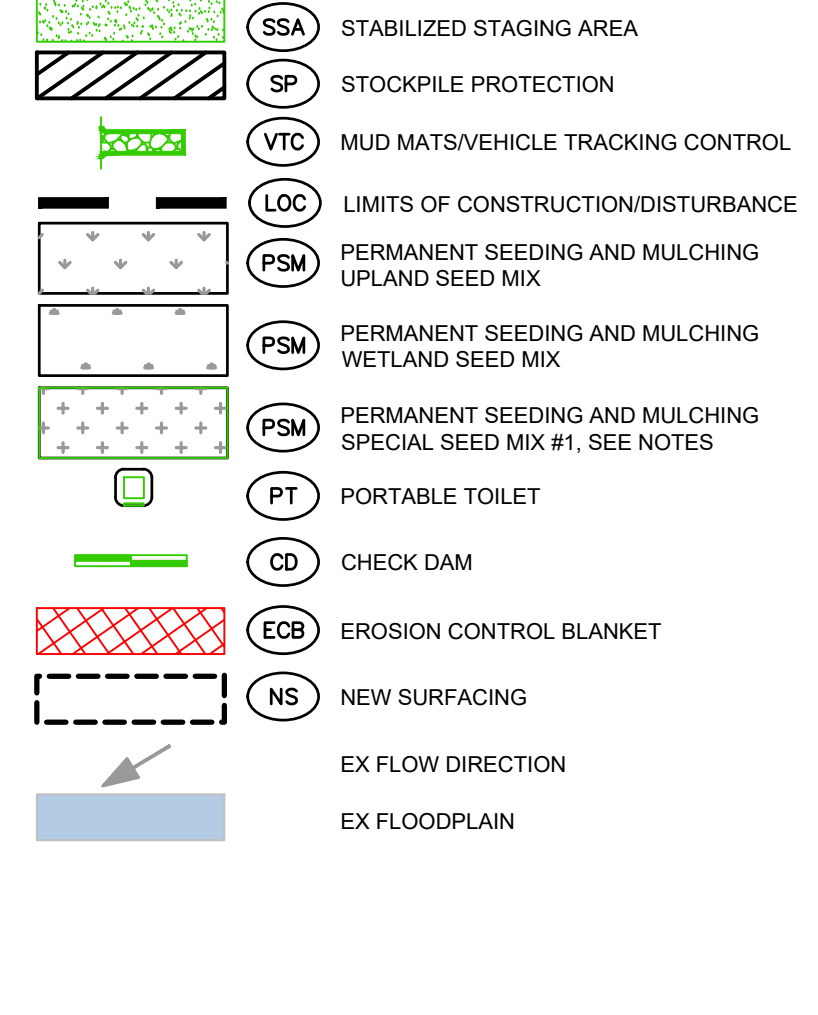 SSA STABILIZED STAGING AREA
SP STOCKPILE PROTECTION
VTC MUD MATS/VEHICLE TRACKING CONTROL
LOC LIMITS OF CONSTRUCTION/DISTURBANCE
PSM PERMANENT SEEDING AND MULCHING
UPLAND SEED MIX
PSM PERMANENT SEEDING AND MULCHING
WETLAND SEED MIX
PSM PERMANENT SEEDING AND MULCHING
SPECIAL SEED MIX #1, SEE NOTES
PT PORTABLE TOILET
CD CHECK DAM
ECB EROSION CONTROL BLANKET
NS NEW SURFACING
EX FLOW DIRECTION
EX FLOODPLAIN